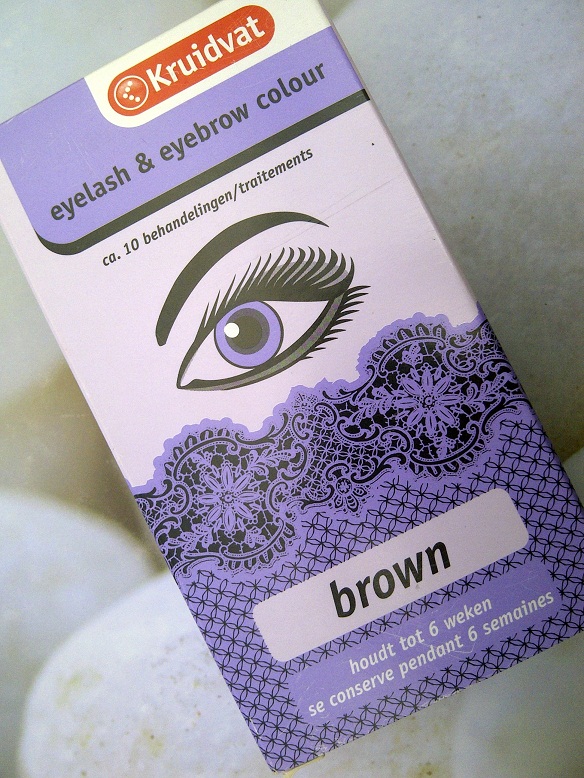 Kruidvat
eyelash & eyebrow colour
ca. 10 behandelingen/traitements
brown
houdt tot 6 weken
se conserve pendant 6 semaines